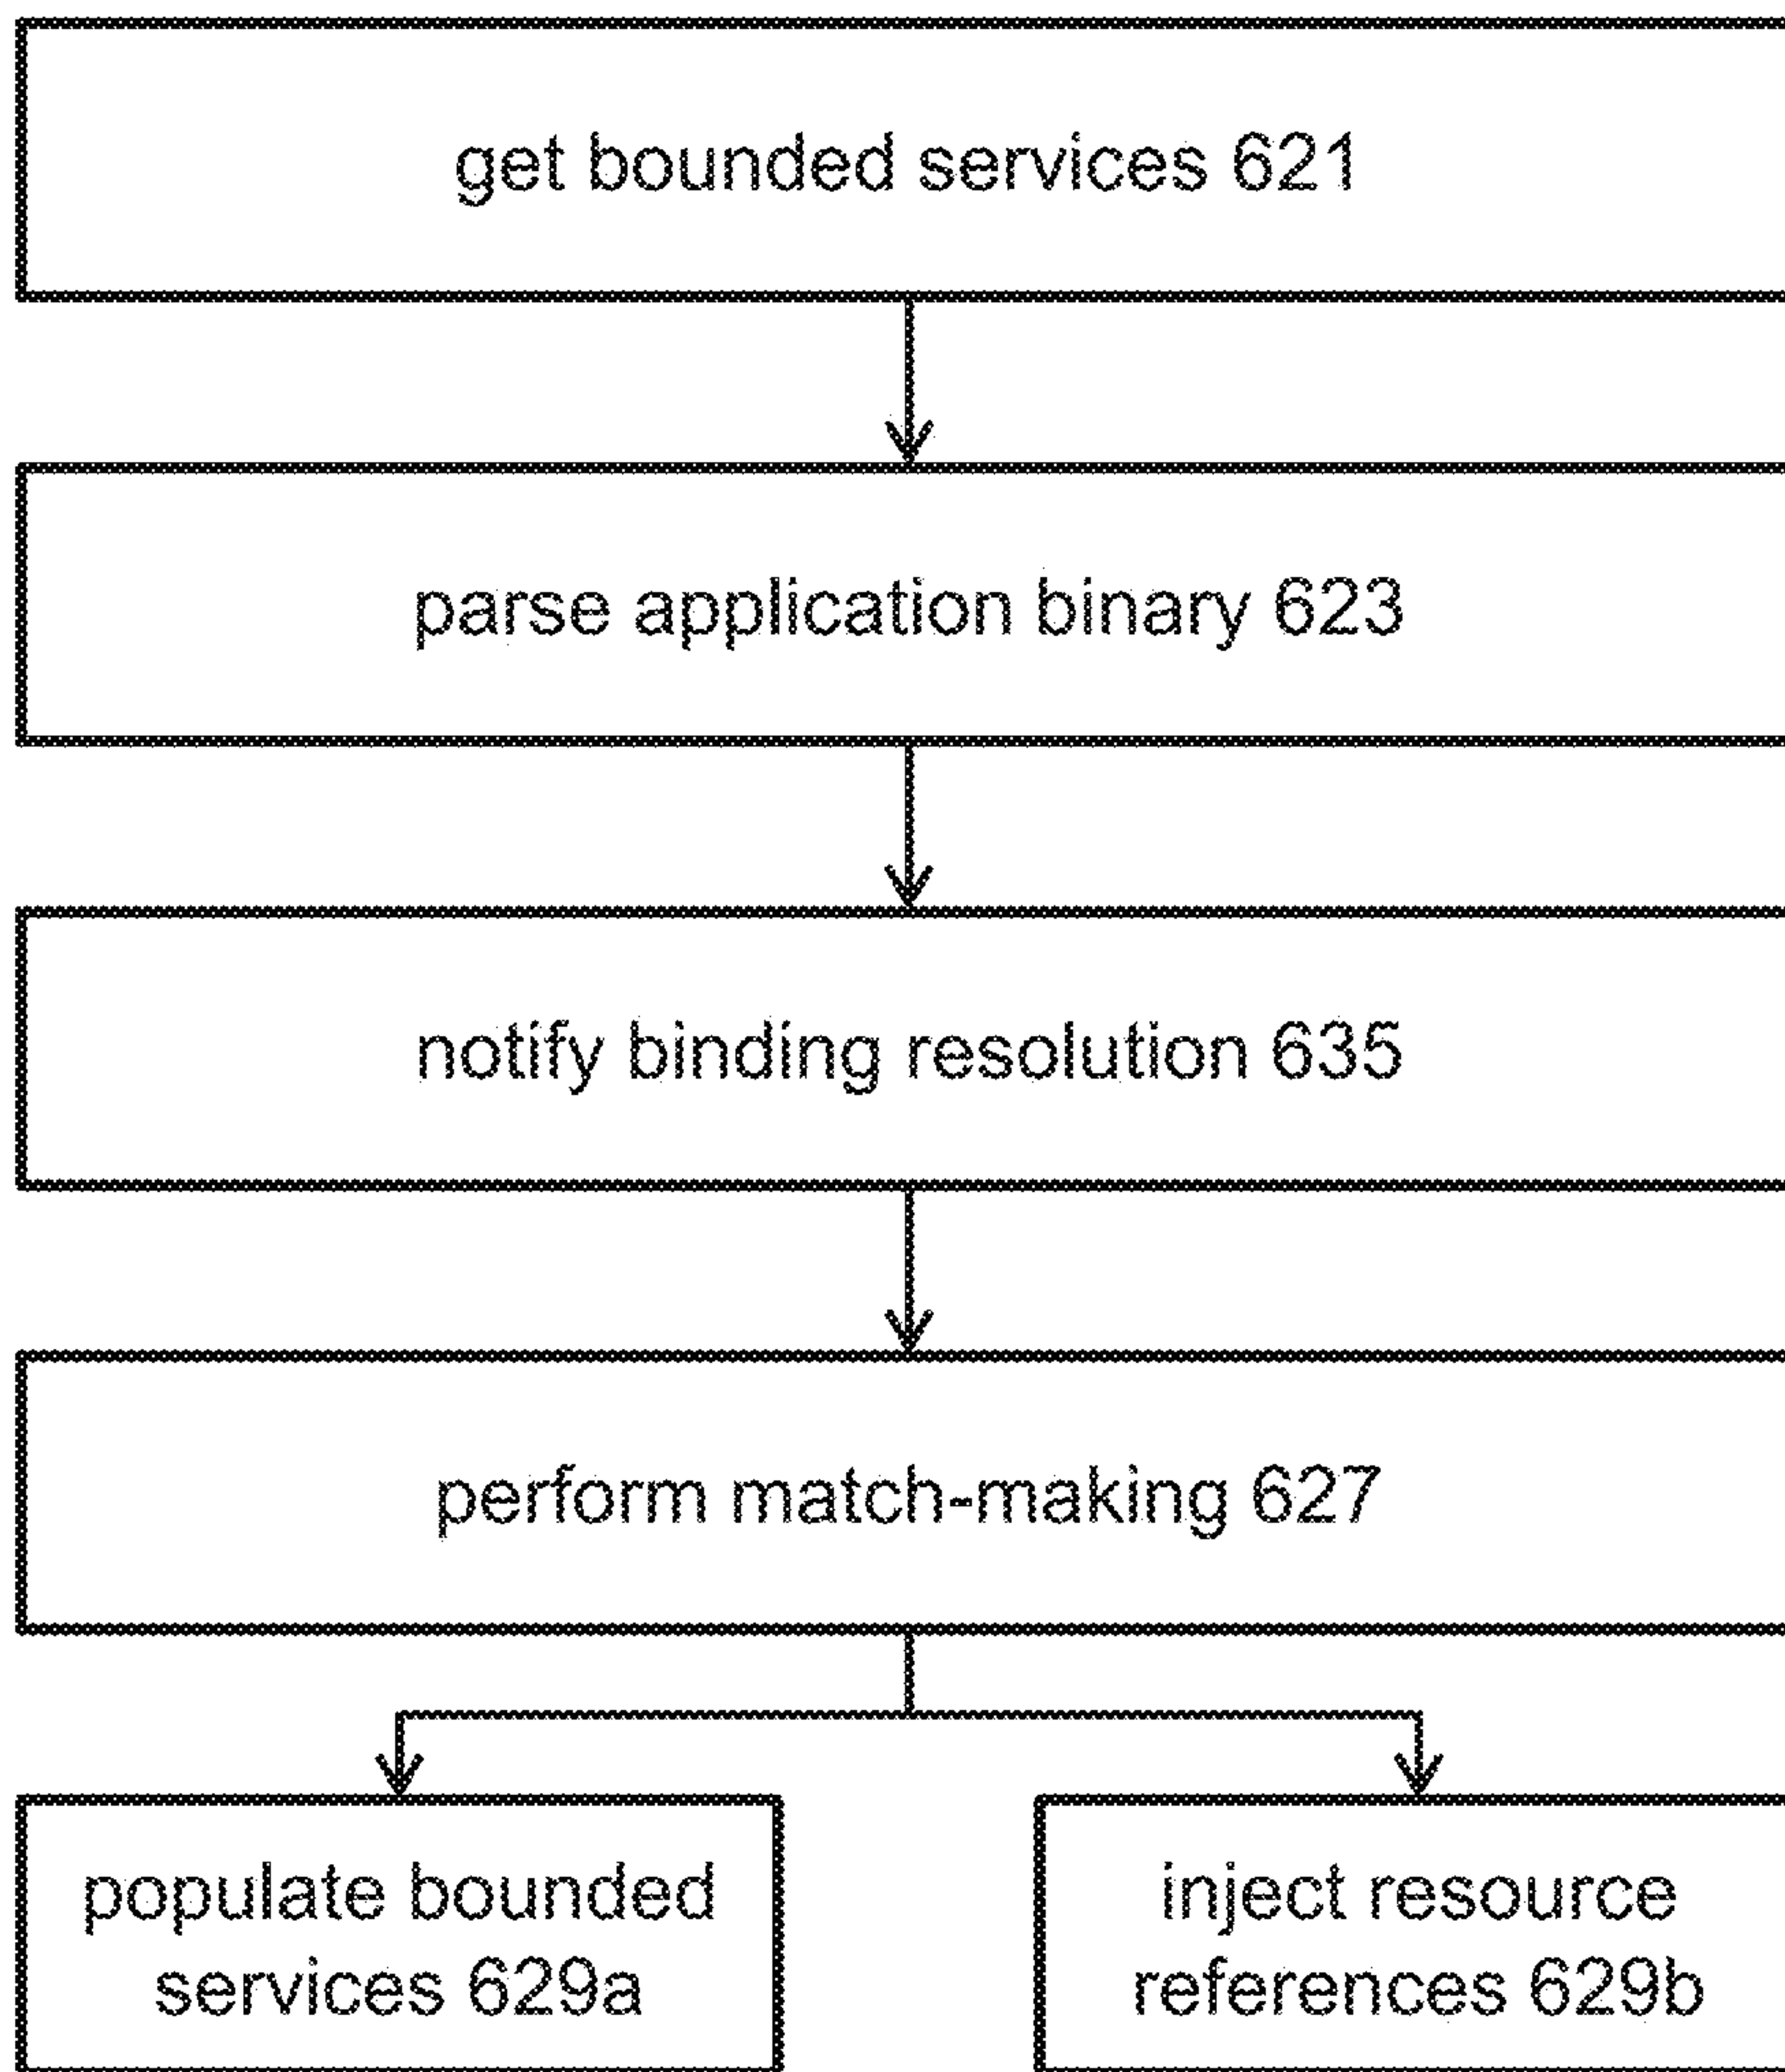 get bounded services 621
parse application binary 623
notify binding resolution 635
perform match-making 627
populate bounded
services 629a
inject resource
references 629b